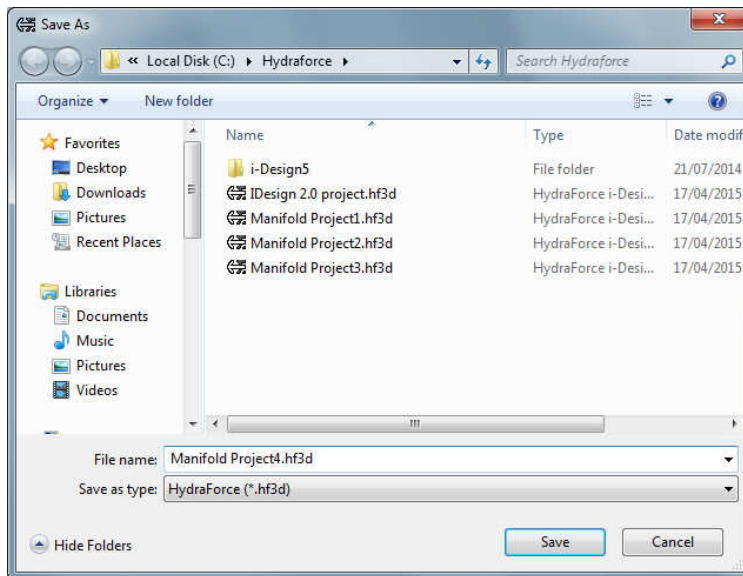 Save As
« Local Disk (C:) Hydraforce
Search Hydraforce
Organize New folder
Favorites
Desktop
Downloads
Pictures
Recent Places
Libraries
Documents
Music
Pictures
Videos
Name Type Date modif
i-Design5 File folder 21/07/2014
IDesign 2.0 project.hf3d HydraForce i-Desi... 17/04/2015
Manifold Project1.hf3d HydraForce i-Desi... 17/04/2015
Manifold Project2.hf3d HydraForce i-Desi... 17/04/2015
Manifold Project3.hf3d HydraForce i-Desi... 17/04/2015
File name: Manifold Project4.hf3d
Save as type: HydraForce (*.hf3d)
Hide Folders
Save Cancel